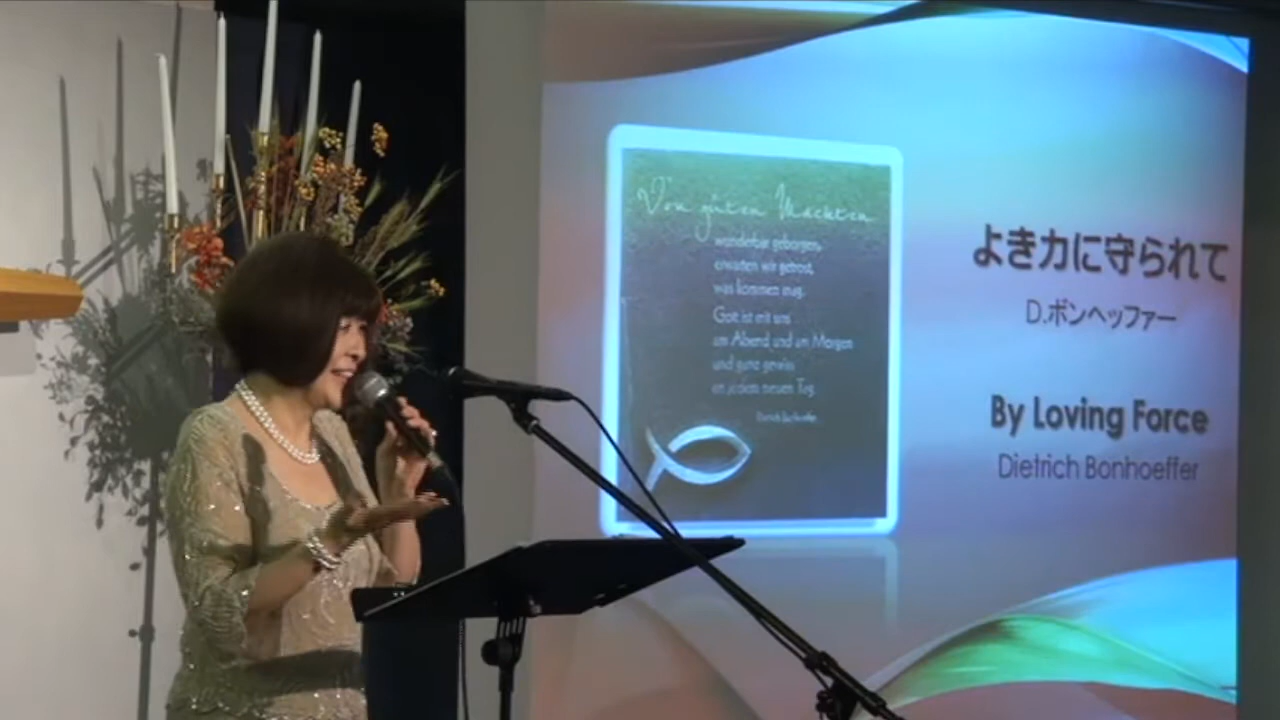 Von guten Mächten
wunderbar geborgen,
erwarten wir getrost,
was kommen mag.
Gott ist mit uns
am Abend und am Morgen
und ganz gewiss
an jedem neuen Tag.
Dietrich Bonhoeffer
よき力に守られて
D.ボンヘッファー
By Loving Force
Dietrich Bonhoeffer